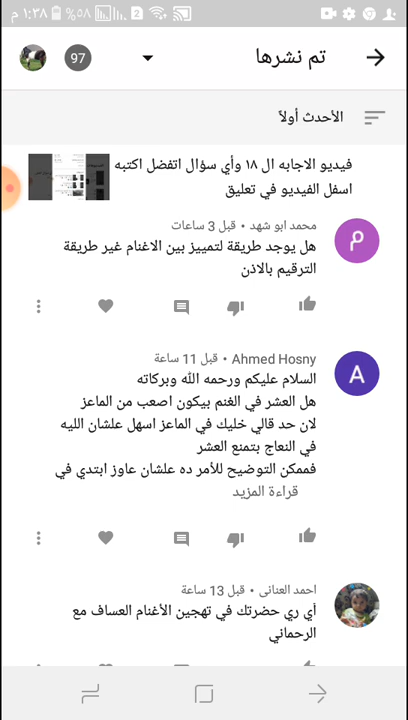 ١:٣٨ م ٥٨% 2
تم نشرها
97
الأحدث أولاً
فيديو الاجابه ال ١٨ وأي سؤال اتفضل اكتبه
اسفل الفيديو في تعليق
محمد ابو شهد • قبل 3 ساعات
هل يوجد طريقة لتمييز بين الاغنام غير طريقة
الترقيم بالاذن
م
Ahmed Hosny • قبل 11 ساعة
السلام عليكم ورحمه الله وبركاته
هل العشر في الغنم بيكون اصعب من الماعز
لان حد قالي خليك في الماعز اسهل علشان الليه
في النعاج بتمنع العشر
فممكن التوضيح للأمر ده علشان عاوز ابتدي في
قراءة المزيد
A
احمد العنانى • قبل 13 ساعة
أي ري حضرتك في تهجين الأغنام العساف مع
الرحماني